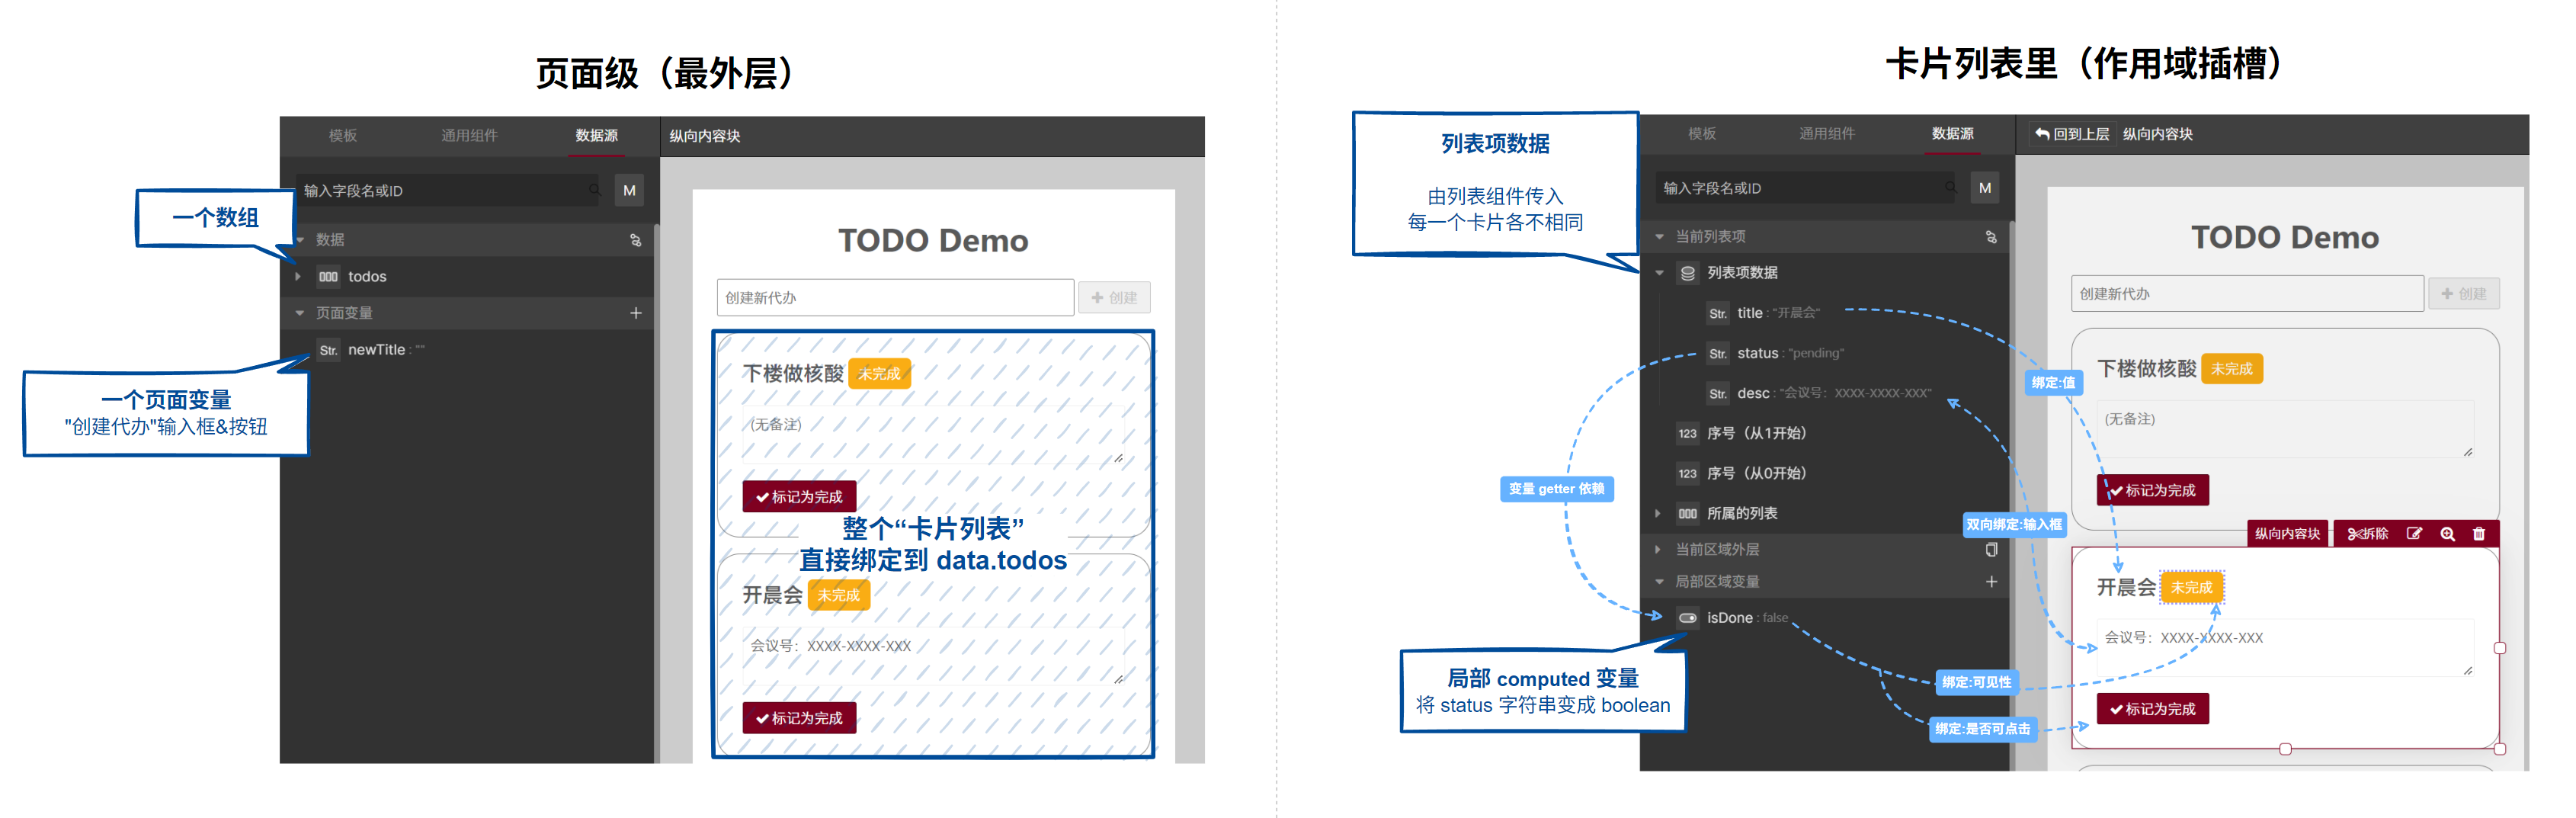 页面级（最外层）
模板
通用组件
数据源
纵向内容块
输入字段名或ID
M
一个数组
数据
todos
页面变量
newTitle : ""
Str.
一个页面变量
"创建代办"输入框&按钮
TODO Demo
创建新代办
创建
下楼做核酸
未完成
(无备注)
标记为完成
整个“卡片列表”
直接绑定到 data.todos
开晨会
未完成
会议号：XXXX-XXXX-XXX
标记为完成
卡片列表里（作用域插槽）
列表项数据
由列表组件传入
每一个卡片各不相同
模板
通用组件
数据源
回到上层
纵向内容块
输入字段名或ID
M
当前列表项
列表项数据
Str. title : "开晨会"
Str. status : "pending"
Str. desc : "会议号：XXXX-XXXX-XXX"
123 序号（从1开始）
123 序号（从0开始）
所属的列表
当前区域外层
局部区域变量
isDone : false
变量 getter 依赖
局部 computed 变量
将 status 字符串变成 boolean
绑定:值
双向绑定:输入框
绑定:可见性
绑定:是否可点击
TODO Demo
创建新代办
创建
下楼做核酸
未完成
(无备注)
标记为完成
纵向内容块
拆除
开晨会
未完成
会议号：XXXX-XXXX-XXX
标记为完成